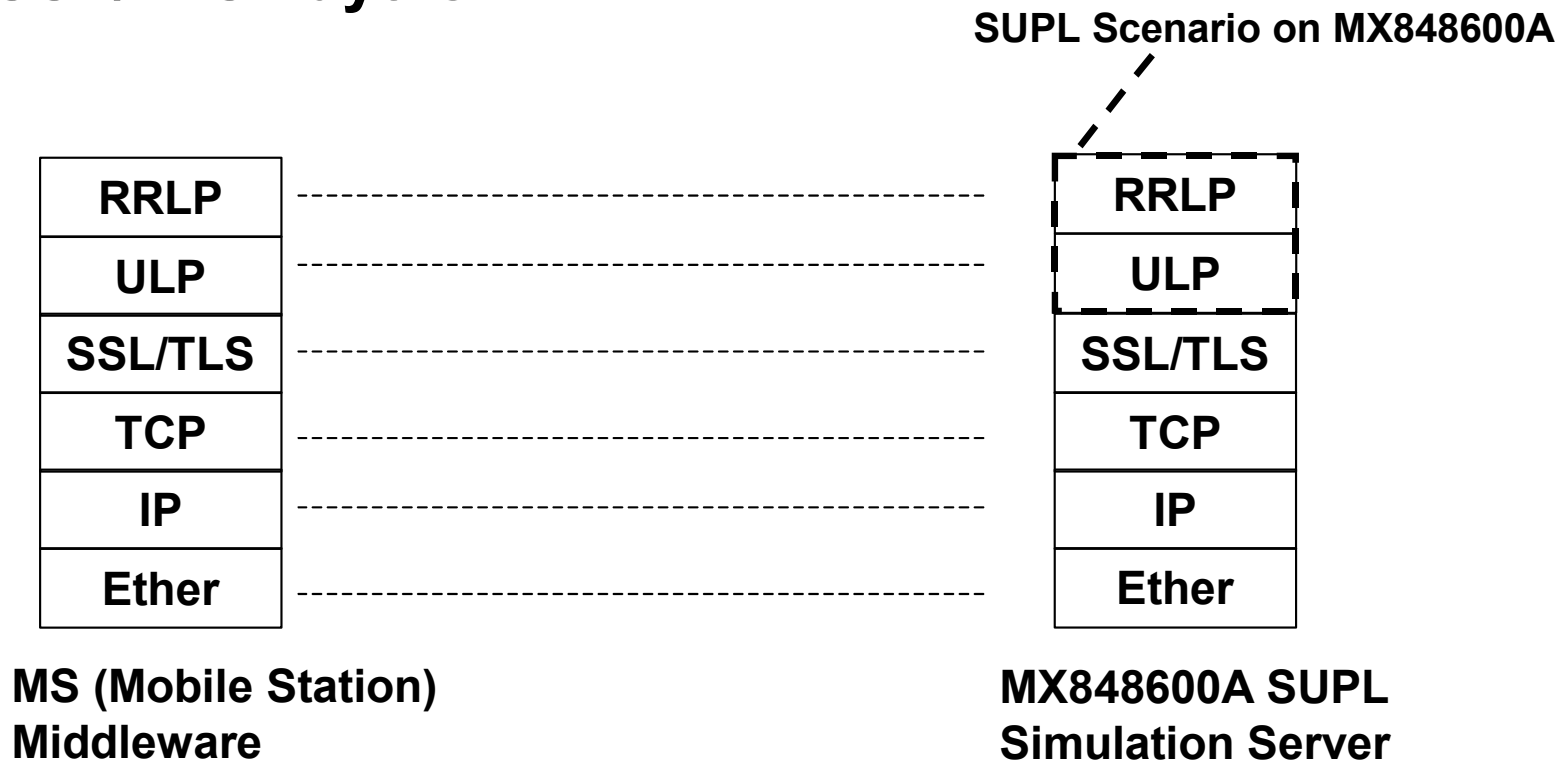 SUPL Scenario on MX848600A
RRLP
ULP
SSL/TLS
TCP
IP
Ether
RRLP
ULP
SSL/TLS
TCP
IP
Ether
MS (Mobile Station)
Middleware
MX848600A SUPL
Simulation Server